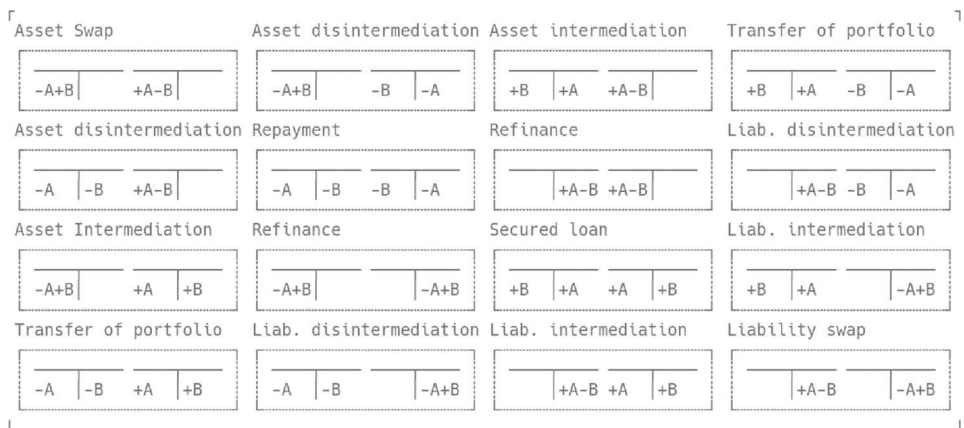 Asset Swap Asset disintermediation Asset intermediation Transfer of portfolio
-A+B +A-B -A+B -B -A +B +A +A-B +B +A -B -A
Asset disintermediation Repayment Refinance Liab. disintermediation
-A -B +A-B -A -B -B -A +A-B +A-B +A-B -B -A
Asset Intermediation Refinance Secured loan Liab. intermediation
-A+B +A +B -A+B -A+B +B +A +A +B +B +A -A+B
Transfer of portfolio Liab. disintermediation Liab. intermediation Liability swap
-A -B +A +B -A -B -A+B +A-B +A +B +A-B -A+B